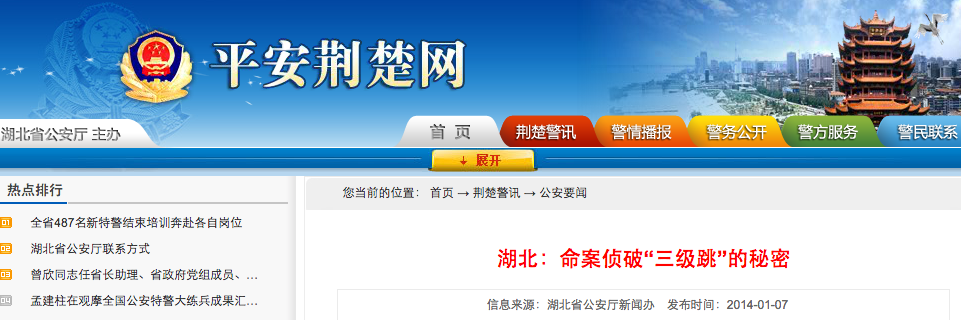 平安荆楚网
湖北省公安厅 主办
首 页 荆楚警讯 警情播报 警务公开 警方服务 警民联系
展开
热点排行
您当前的位置： 首页 → 荆楚警讯 → 公安要闻
01 全省487名新特警结束培训奔赴各自岗位
02 湖北省公安厅联系方式
03 曾欣同志任省长助理、省政府党组成员、…
04 孟建柱在观摩全国公安特警大练兵成果汇…
湖北：命案侦破“三级跳”的秘密
信息来源：湖北省公安厅新闻办 发布时间：2014-01-07